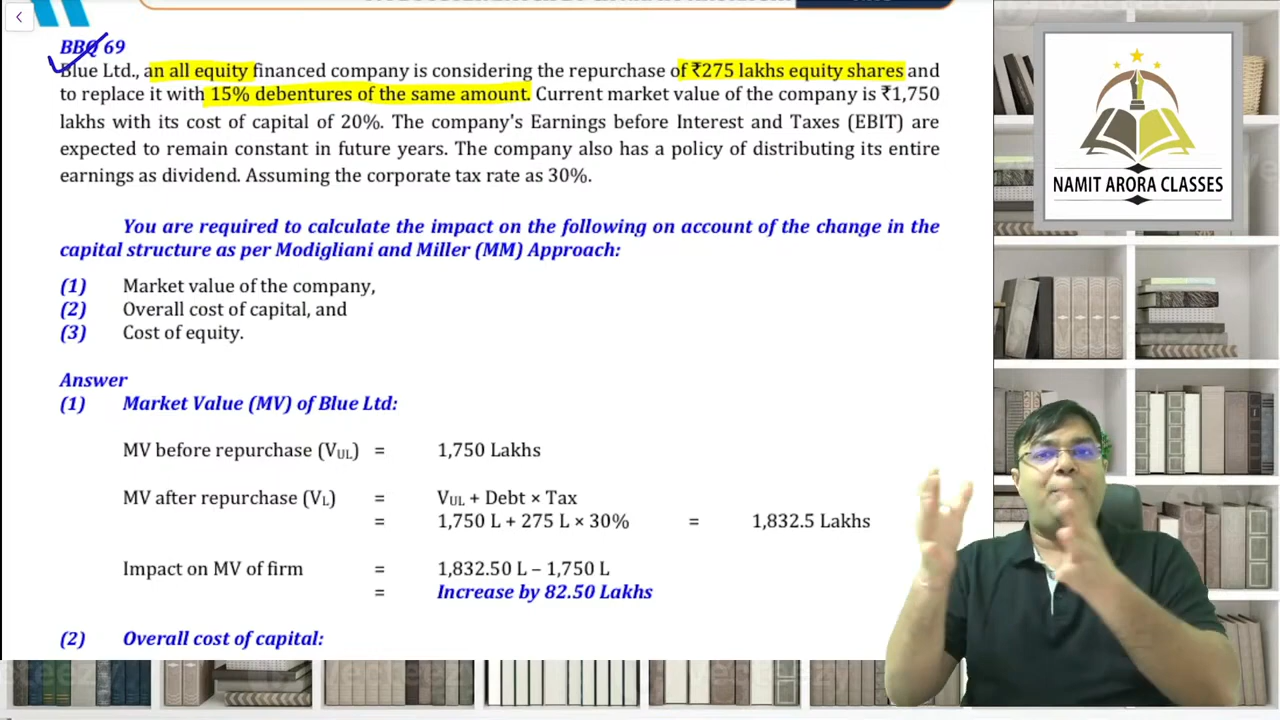 BBQ 69
Blue Ltd., an all equity financed company is considering the repurchase of ₹275 lakhs equity shares and
to replace it with 15% debentures of the same amount. Current market value of the company is ₹1,750
lakhs with its cost of capital of 20%. The company's Earnings before Interest and Taxes (EBIT) are
expected to remain constant in future years. The company also has a policy of distributing its entire
earnings as dividend. Assuming the corporate tax rate as 30%.
You are required to calculate the impact on the following on account of the change in the
capital structure as per Modigliani and Miller (MM) Approach:
(1) Market value of the company,
(2) Overall cost of capital, and
(3) Cost of equity.
Answer
(1) Market Value (MV) of Blue Ltd:
MV before repurchase (VUL) = 1,750 Lakhs
MV after repurchase (VL) = VUL + Debt × Tax
= 1,750 L + 275 L × 30% = 1,832.5 Lakhs
Impact on MV of firm = 1,832.50 L – 1,750 L
= Increase by 82.50 Lakhs
(2) Overall cost of capital:
NAMIT ARORA CLASSES